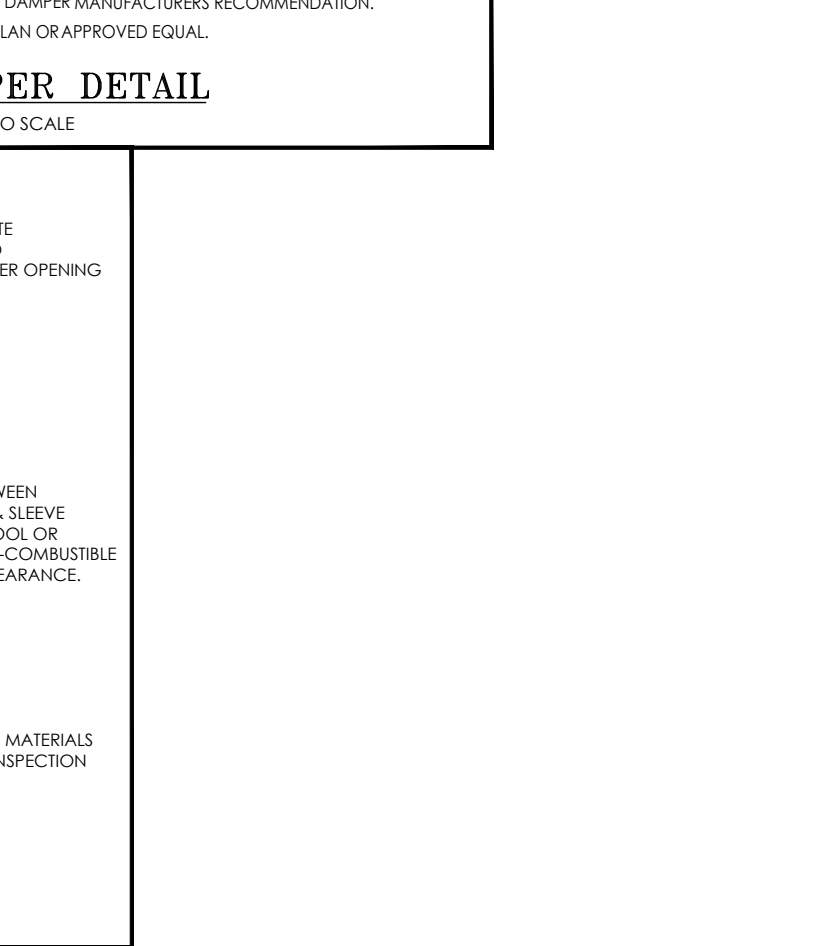 DAMPER MANUFACTURERS RECOMMENDATION.
LAN OR APPROVED EQUAL.
PER DETAIL
O SCALE
TE
ER OPENING
WEEN
& SLEEVE
OOL OR
-COMBUSTIBLE
EARANCE.
MATERIALS
NSPECTION